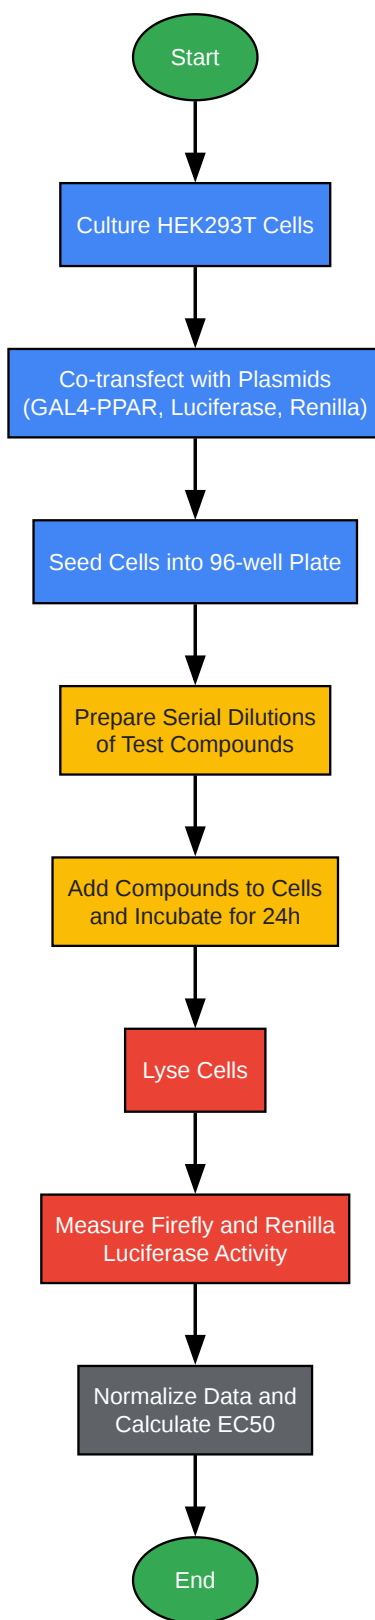 Start
Culture HEK293T Cells
Co-transfect with Plasmids
(GAL4-PPAR, Luciferase, Renilla)
Seed Cells into 96-well Plate
Prepare Serial Dilutions
of Test Compounds
Add Compounds to Cells
and Incubate for 24h
Lyse Cells
Measure Firefly and Renilla
Luciferase Activity
Normalize Data and
Calculate EC50
End